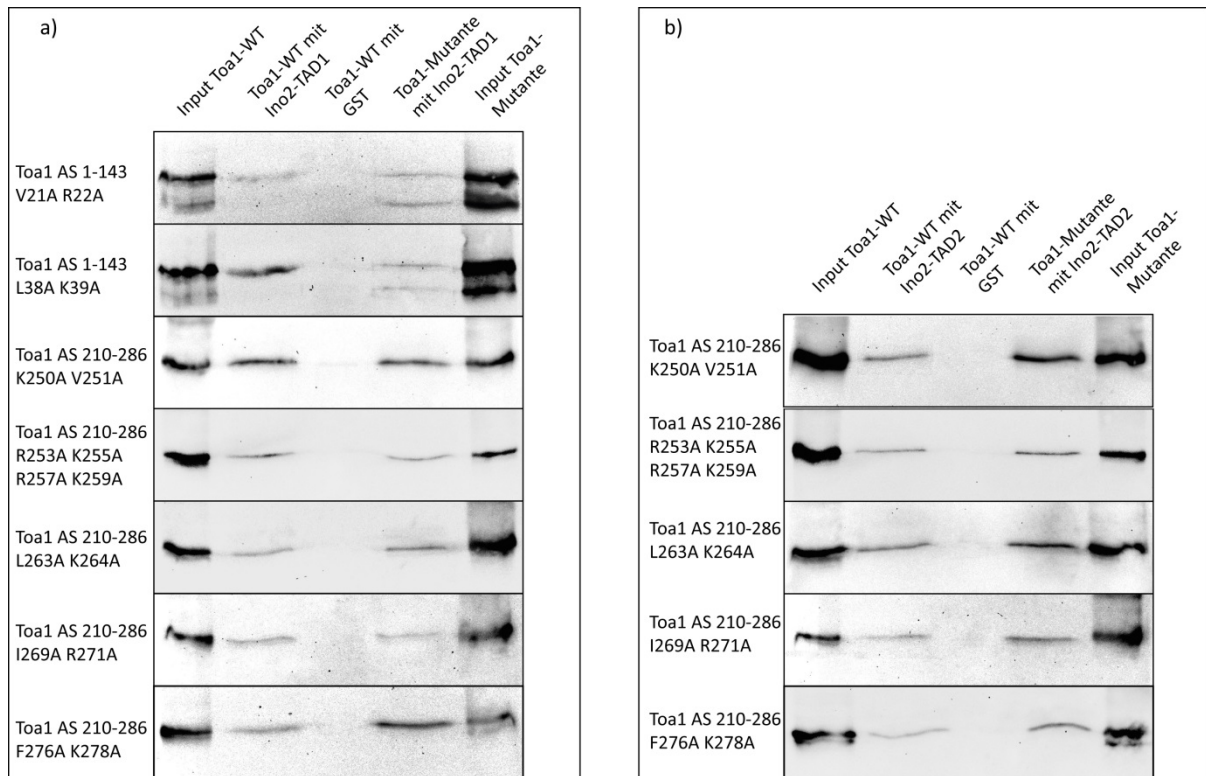 a)
Input Toa1-WT
Toa1-WT mit
Ino2-TAD1
Toa1-WT mit
GST
Toa1-Mutante
mit Ino2-TAD1
Input Toa1-
Mutante
Toa1 AS 1-143
V21A R22A
Toa1 AS 1-143
L38A K39A
Toa1 AS 210-286
K250A V251A
Toa1 AS 210-286
R253A K255A
R257A K259A
Toa1 AS 210-286
L263A K264A
Toa1 AS 210-286
I269A R271A
Toa1 AS 210-286
F276A K278A
b)
Input Toa1-WT
Toa1-WT mit
Ino2-TAD2
Toa1-WT mit
GST
Toa1-Mutante
mit Ino2-TAD2
Input Toa1-
Mutante
Toa1 AS 210-286
K250A V251A
Toa1 AS 210-286
R253A K255A
R257A K259A
Toa1 AS 210-286
L263A K264A
Toa1 AS 210-286
I269A R271A
Toa1 AS 210-286
F276A K278A